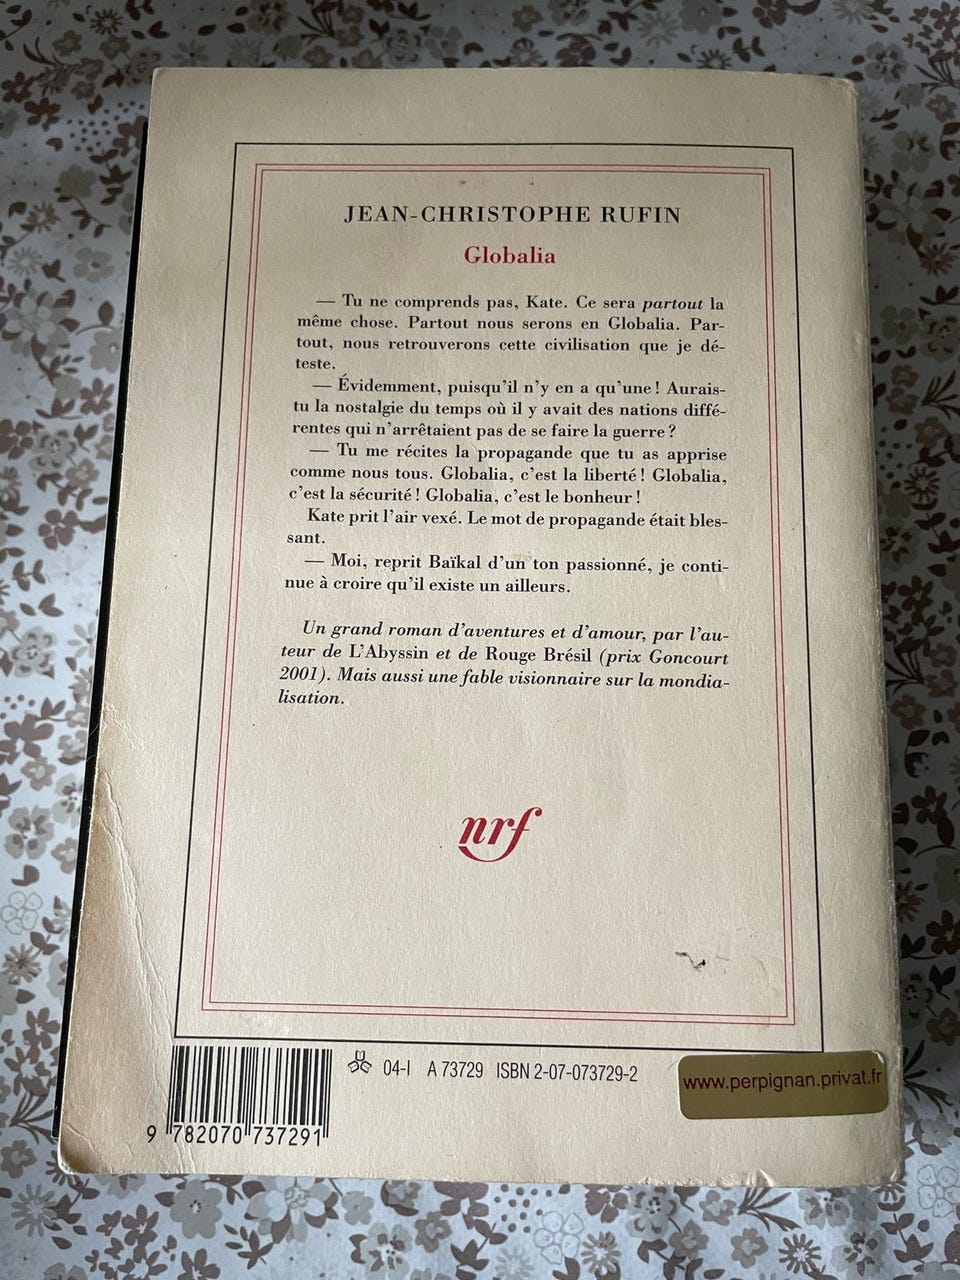 JEAN-CHRISTOPHE RUFIN
Globalia
— Tu ne comprends pas, Kate. Ce sera partout la
même chose. Partout nous serons en Globalia. Par-
tout, nous retrouverons cette civilisation que je dé-
teste.
— Évidemment, puisqu'il n'y en a qu'une ! Aurais-
tu la nostalgie du temps où il y avait des nations diffé-
rentes qui n'arrêtaient pas de se faire la guerre ?
— Tu me récites la propagande que tu as apprise
comme nous tous. Globalia, c'est la liberté ! Globalia,
c'est la sécurité ! Globalia, c'est le bonheur !
Kate prit l'air vexé. Le mot de propagande était bles-
sant.
— Moi, reprit Baïkal d'un ton passionné, je conti-
nue à croire qu'il existe un ailleurs.
Un grand roman d'aventures et d'amour, par l'au-
teur de L'Abyssin et de Rouge Brésil (prix Goncourt
2001). Mais aussi une fable visionnaire sur la mondia-
lisation.
nrf
04-I A 73729 ISBN 2-07-073729-2
www.perpignan.privat.fr
9 782070 737291